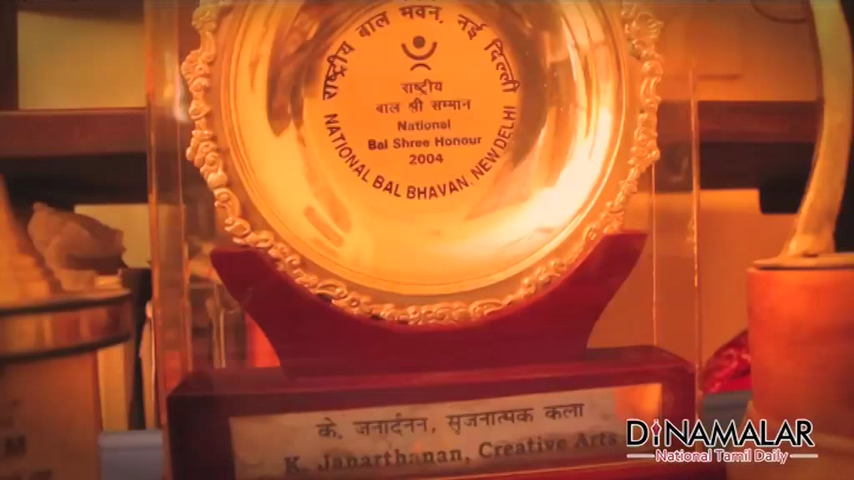 राष्ट्रीय बाल भवन, नई दिल्ली
राष्ट्रीय
बाल श्री सम्मान
National
Bal Shree Honour
2004
NATIONAL BAL BHAVAN, NEW DELHI
के. जनार्दनन, सृजनात्मक कला
K. Janarthanan, Creative Arts
DiNAMALAR
National Tamil Daily